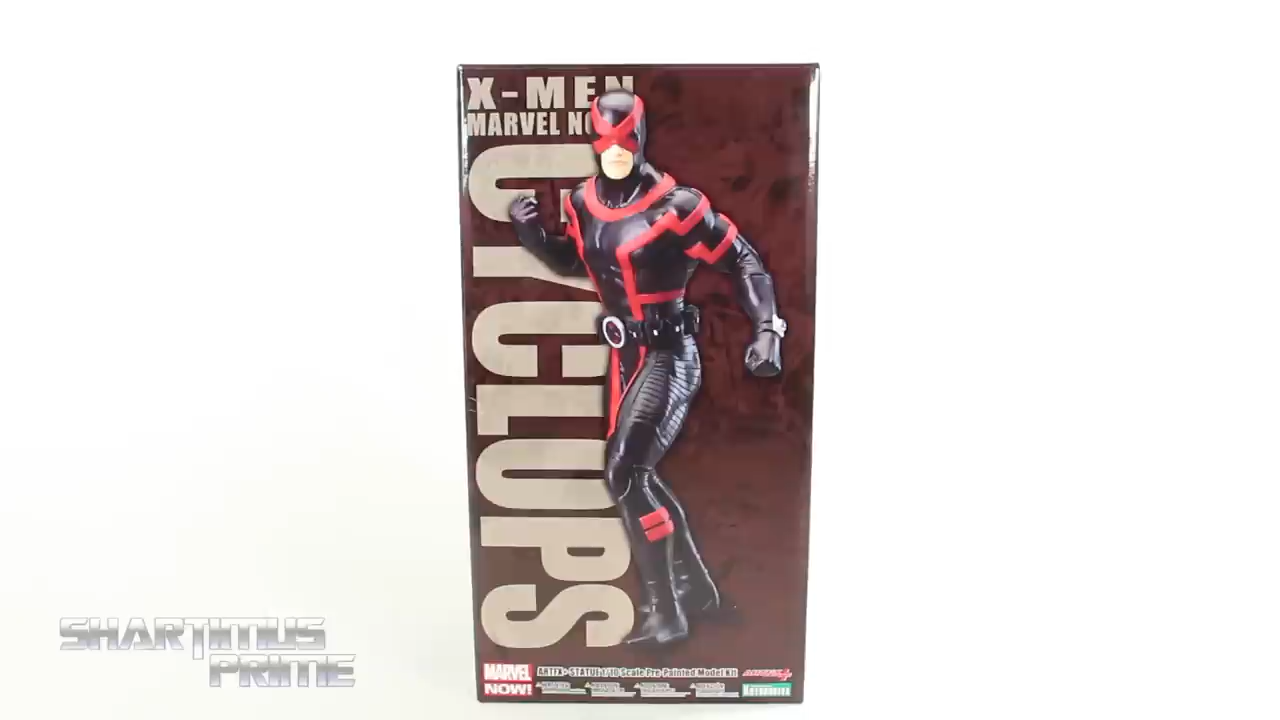 X-MEN
MARVEL NO
CYCLOPS
MARVEL
NOW!
ARTFX+ STATUE 1/10 Scale Pre-Painted Model Kit
KOTOBUKIYA
SHARTIMUS
PRIME